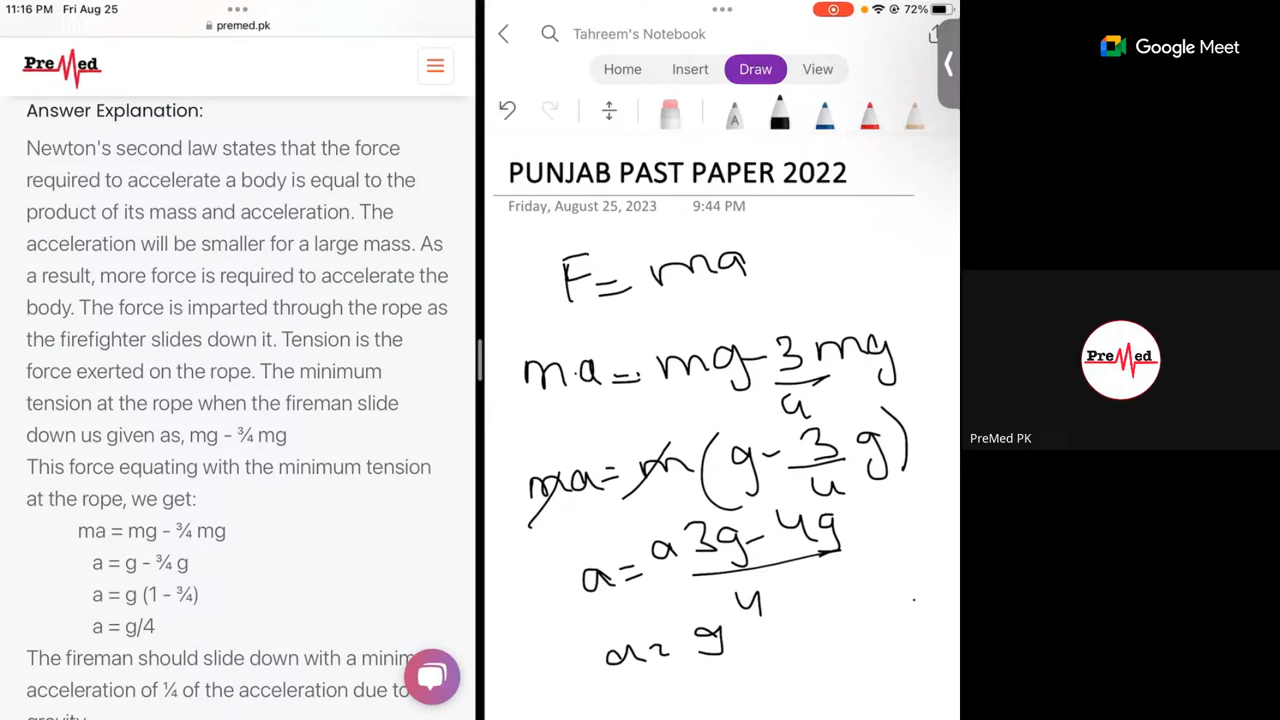 11:16 PM Fri Aug 25
premed.pk
PreMed
Answer Explanation:
Newton's second law states that the force
required to accelerate a body is equal to the
product of its mass and acceleration. The
acceleration will be smaller for a large mass. As
a result, more force is required to accelerate the
body. The force is imparted through the rope as
the firefighter slides down it. Tension is the
force exerted on the rope. The minimum
tension at the rope when the fireman slide
down us given as, mg - ¾ mg
This force equating with the minimum tension
at the rope, we get:
ma = mg - ¾ mg
a = g - ¾ g
a = g (1 - ¾)
a = g/4
The fireman should slide down with a minim
acceleration of ¼ of the acceleration due to
72%
Tahreem's Notebook
Home Insert Draw View
A
PUNJAB PAST PAPER 2022
Friday, August 25, 2023 9:44 PM
F = ma
ma = mg - 3/4 mg
ma = m (g - 3/4 g)
a = a 3g - 4g
4
a = g
Google Meet
PreMed
PreMed PK